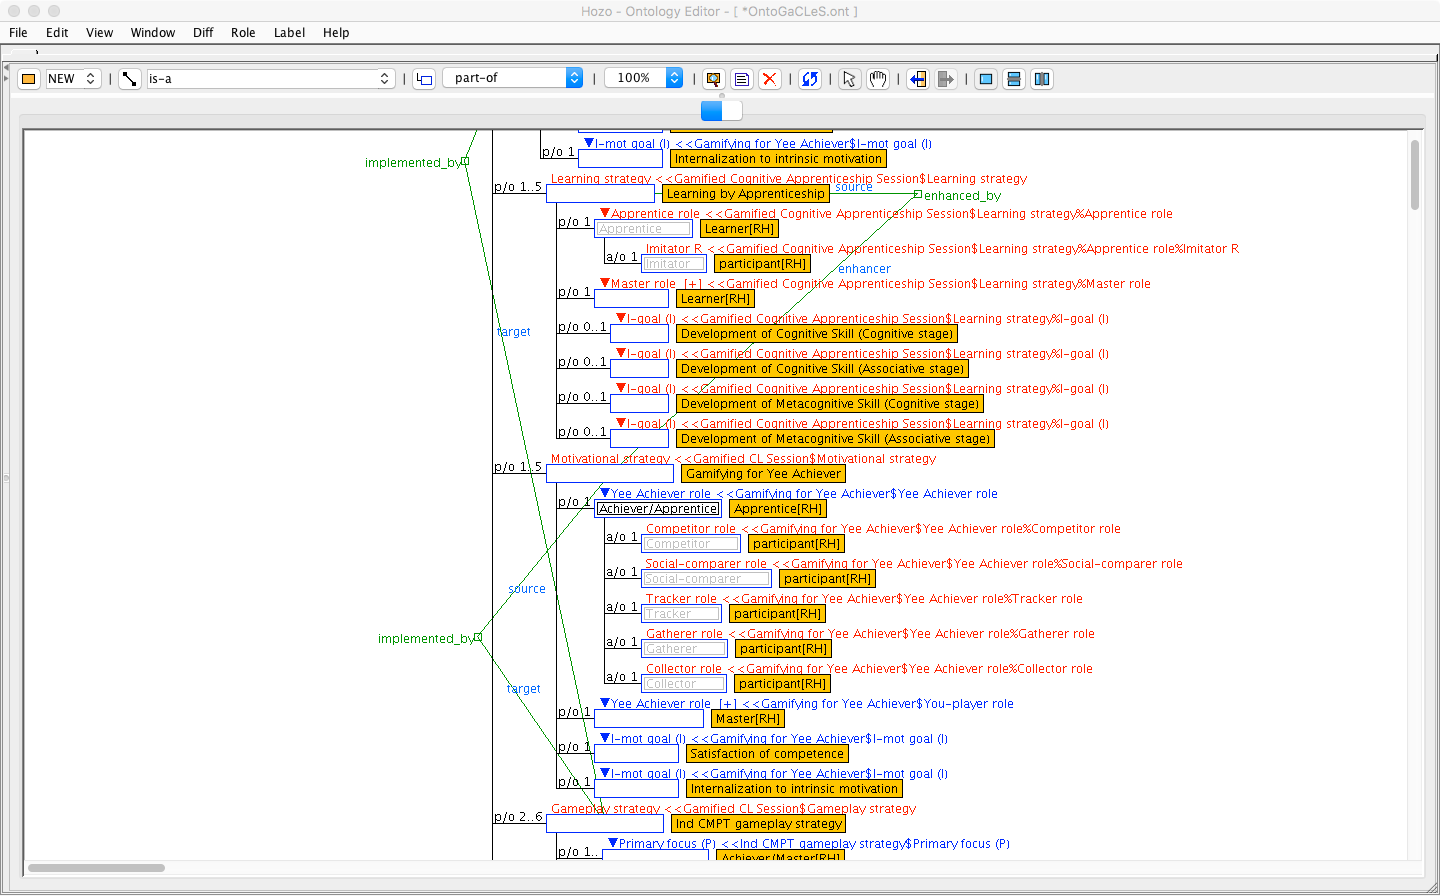 Hozo - Ontology Editor - [ *OntoGaCLeS.ont ]
File Edit View Window Diff Role Label Help
NEW is-a part-of 100%
I-mot goal (I) <<Gamifying for Yee Achiever$I-mot goal (I)
p/o 1 Internalization to intrinsic motivation
implemented_by
Learning strategy <<Gamified Cognitive Apprenticeship Session$Learning strategy
p/o 1..5 Learning by Apprenticeship source enhanced_by
Apprentice role <<Gamified Cognitive Apprenticeship Session$Learning strategy%Apprentice role
p/o 1 Apprentice Learner[RH]
Imitator R <<Gamified Cognitive Apprenticeship Session$Learning strategy%Apprentice role%Imitator R
a/o 1 Imitator participant[RH] enhancer
Master role [+] <<Gamified Cognitive Apprenticeship Session$Learning strategy%Master role
p/o 1 Learner[RH]
I-goal (I) <<Gamified Cognitive Apprenticeship Session$Learning strategy%I-goal (I)
target p/o 0..1 Development of Cognitive Skill (Cognitive stage)
I-goal (I) <<Gamified Cognitive Apprenticeship Session$Learning strategy%I-goal (I)
p/o 0..1 Development of Cognitive Skill (Associative stage)
I-goal (I) <<Gamified Cognitive Apprenticeship Session$Learning strategy%I-goal (I)
p/o 0..1 Development of Metacognitive Skill (Cognitive stage)
I-goal (I) <<Gamified Cognitive Apprenticeship Session$Learning strategy%I-goal (I)
p/o 0..1 Development of Metacognitive Skill (Associative stage)
Motivational strategy <<Gamified CL Session$Motivational strategy
p/o 1..5 Gamifying for Yee Achiever
Yee Achiever role <<Gamifying for Yee Achiever$Yee Achiever role
p/o 1 Achiever/Apprentice Apprentice[RH]
Competitor role <<Gamifying for Yee Achiever$Yee Achiever role%Competitor role
a/o 1 Competitor participant[RH]
Social-comparer role <<Gamifying for Yee Achiever$Yee Achiever role%Social-comparer role
a/o 1 Social-comparer participant[RH]
source
Tracker role <<Gamifying for Yee Achiever$Yee Achiever role%Tracker role
a/o 1 Tracker participant[RH]
Gatherer role <<Gamifying for Yee Achiever$Yee Achiever role%Gatherer role
implemented_by a/o 1 Gatherer participant[RH]
Collector role <<Gamifying for Yee Achiever$Yee Achiever role%Collector role
a/o 1 Collector participant[RH]
target
Yee Achiever role [+] <<Gamifying for Yee Achiever$You-player role
p/o 1 Master[RH]
I-mot goal (I) <<Gamifying for Yee Achiever$I-mot goal (I)
p/o 1 Satisfaction of competence
I-mot goal (I) <<Gamifying for Yee Achiever$I-mot goal (I)
p/o 1 Internalization to intrinsic motivation
Gameplay strategy <<Gamified CL Session$Gameplay strategy
p/o 2..6 Ind CMPT gameplay strategy
Primary focus (P) <<Ind CMPT gameplay strategy$Primary focus (P)
p/o 1.. Achiever/Master[RH]